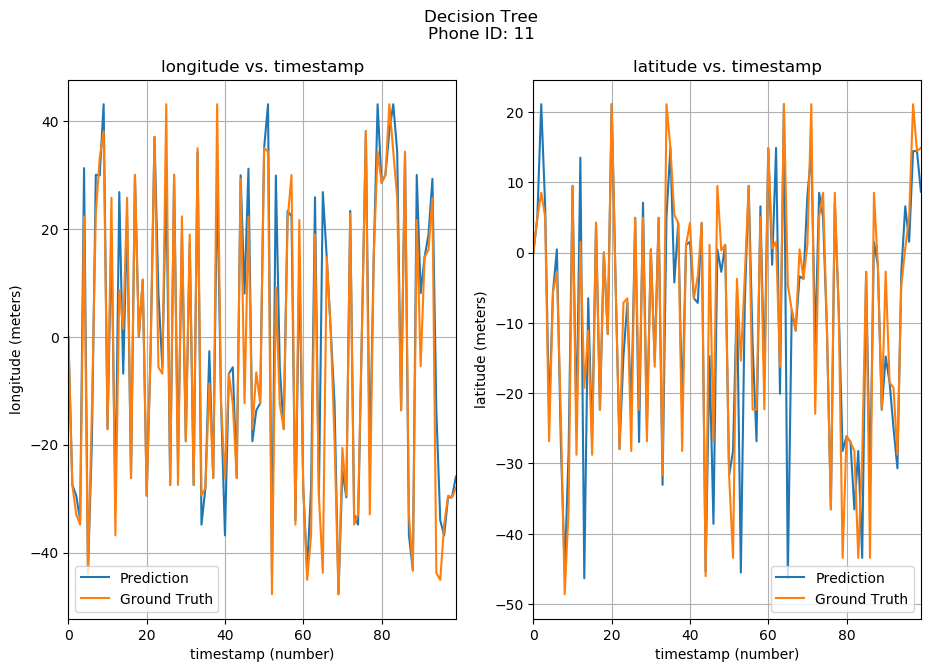 Decision Tree
Phone ID: 11
longitude vs. timestamp
longitude (meters)
40
20
0
−20
−40
0
20
40
60
80
timestamp (number)
Prediction
Ground Truth
latitude vs. timestamp
latitude (meters)
20
10
0
−10
−20
−30
−40
−50
0
20
40
60
80
timestamp (number)
Prediction
Ground Truth